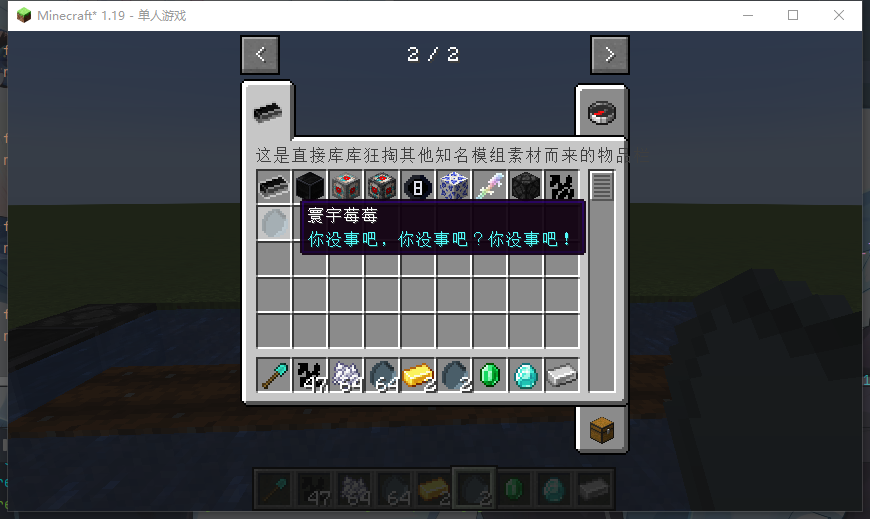 Minecraft* 1.19 - 单人游戏
2 / 2
这是直接库库狂掏其他知名模组素材而来的物品
8
寰宇莓莓
你没事吧，你没事吧？你没事吧！
47 64 64 2 2
47 64 64 2 2